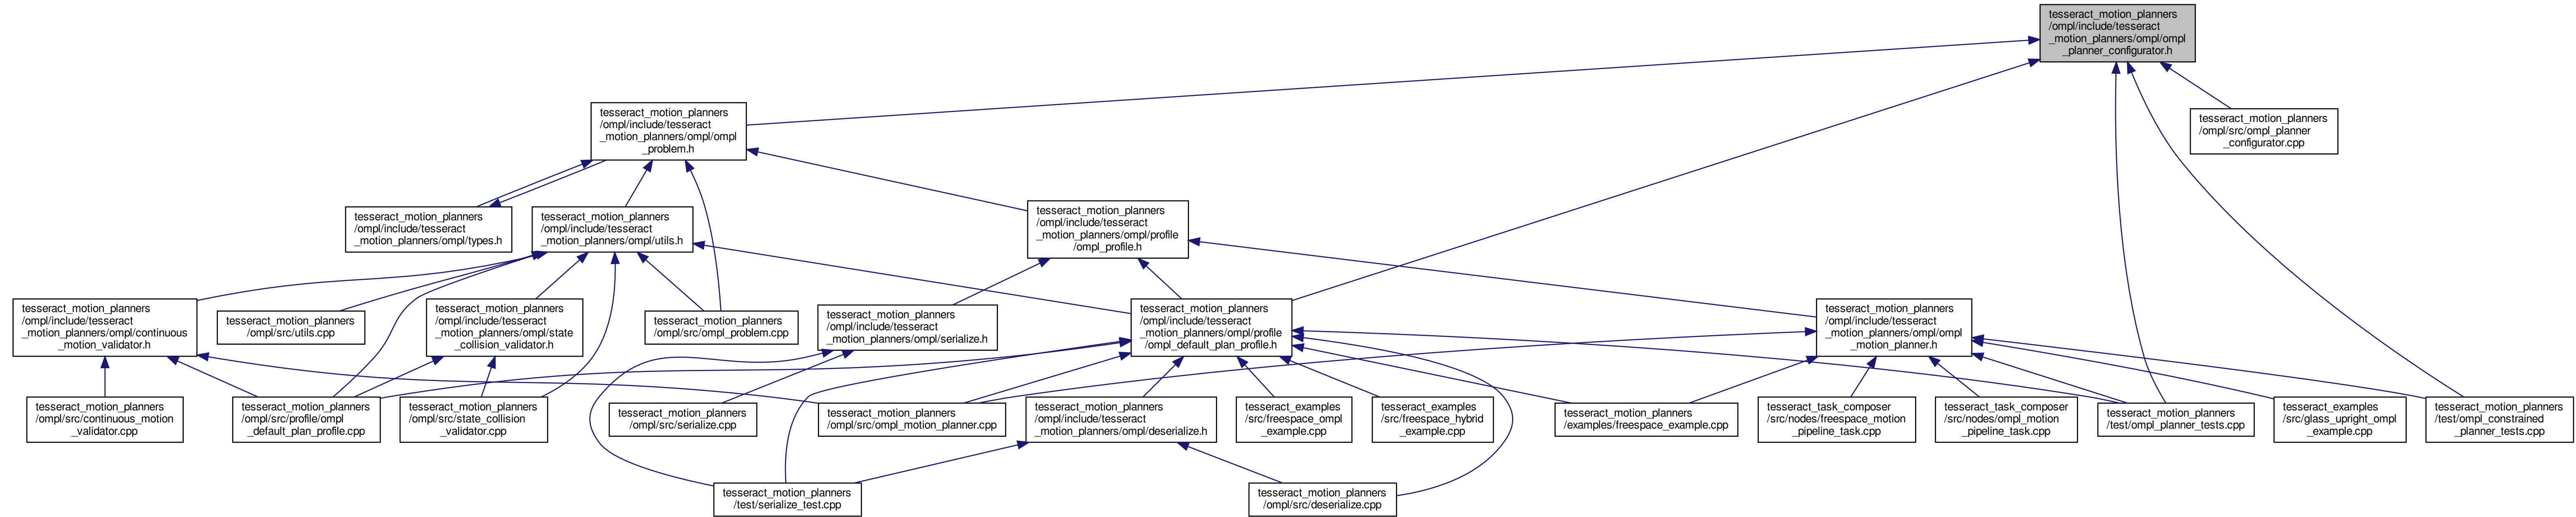 tesseract_motion_planners
/ompl/include/tesseract
_motion_planners/ompl/ompl
_planner_configurator.h
tesseract_motion_planners
/ompl/include/tesseract
_motion_planners/ompl/ompl
_problem.h
tesseract_motion_planners
/ompl/src/ompl_planner
_configurator.cpp
tesseract_motion_planners
/ompl/include/tesseract
_motion_planners/ompl/types.h
tesseract_motion_planners
/ompl/include/tesseract
_motion_planners/ompl/utils.h
tesseract_motion_planners
/ompl/include/tesseract
_motion_planners/ompl/profile
/ompl_profile.h
tesseract_motion_planners
/ompl/include/tesseract
_motion_planners/ompl/continuous
_motion_validator.h
tesseract_motion_planners
/ompl/src/utils.cpp
tesseract_motion_planners
/ompl/include/tesseract
_motion_planners/ompl/state
_collision_validator.h
tesseract_motion_planners
/ompl/src/ompl_problem.cpp
tesseract_motion_planners
/ompl/include/tesseract
_motion_planners/ompl/serialize.h
tesseract_motion_planners
/ompl/include/tesseract
_motion_planners/ompl/profile
/ompl_default_plan_profile.h
tesseract_motion_planners
/ompl/include/tesseract
_motion_planners/ompl/ompl
_motion_planner.h
tesseract_motion_planners
/ompl/src/continuous_motion
_validator.cpp
tesseract_motion_planners
/ompl/src/profile/ompl
_default_plan_profile.cpp
tesseract_motion_planners
/ompl/src/state_collision
_validator.cpp
tesseract_motion_planners
/ompl/src/serialize.cpp
tesseract_motion_planners
/ompl/src/ompl_motion_planner.cpp
tesseract_motion_planners
/ompl/include/tesseract
_motion_planners/ompl/deserialize.h
tesseract_examples
/src/freespace_ompl
_example.cpp
tesseract_examples
/src/freespace_hybrid
_example.cpp
tesseract_motion_planners
/examples/freespace_example.cpp
tesseract_task_composer
/src/nodes/freespace_motion
_pipeline_task.cpp
tesseract_task_composer
/src/nodes/ompl_motion
_pipeline_task.cpp
tesseract_motion_planners
/test/ompl_planner_tests.cpp
tesseract_examples
/src/glass_upright_ompl
_example.cpp
tesseract_motion_planners
/test/ompl_constrained
_planner_tests.cpp
tesseract_motion_planners
/test/serialize_test.cpp
tesseract_motion_planners
/ompl/src/deserialize.cpp